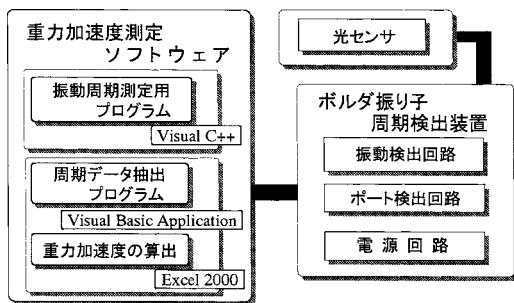 重力加速度測定
ソフトウェア
振動周期測定用
プログラム
Visual C++
周期データ抽出
プログラム
Visual Basic Application
重力加速度の算出
Excel 2000
光センサ
ボルダ振り子
周期検出装置
振動検出回路
ポート検出回路
電源回路